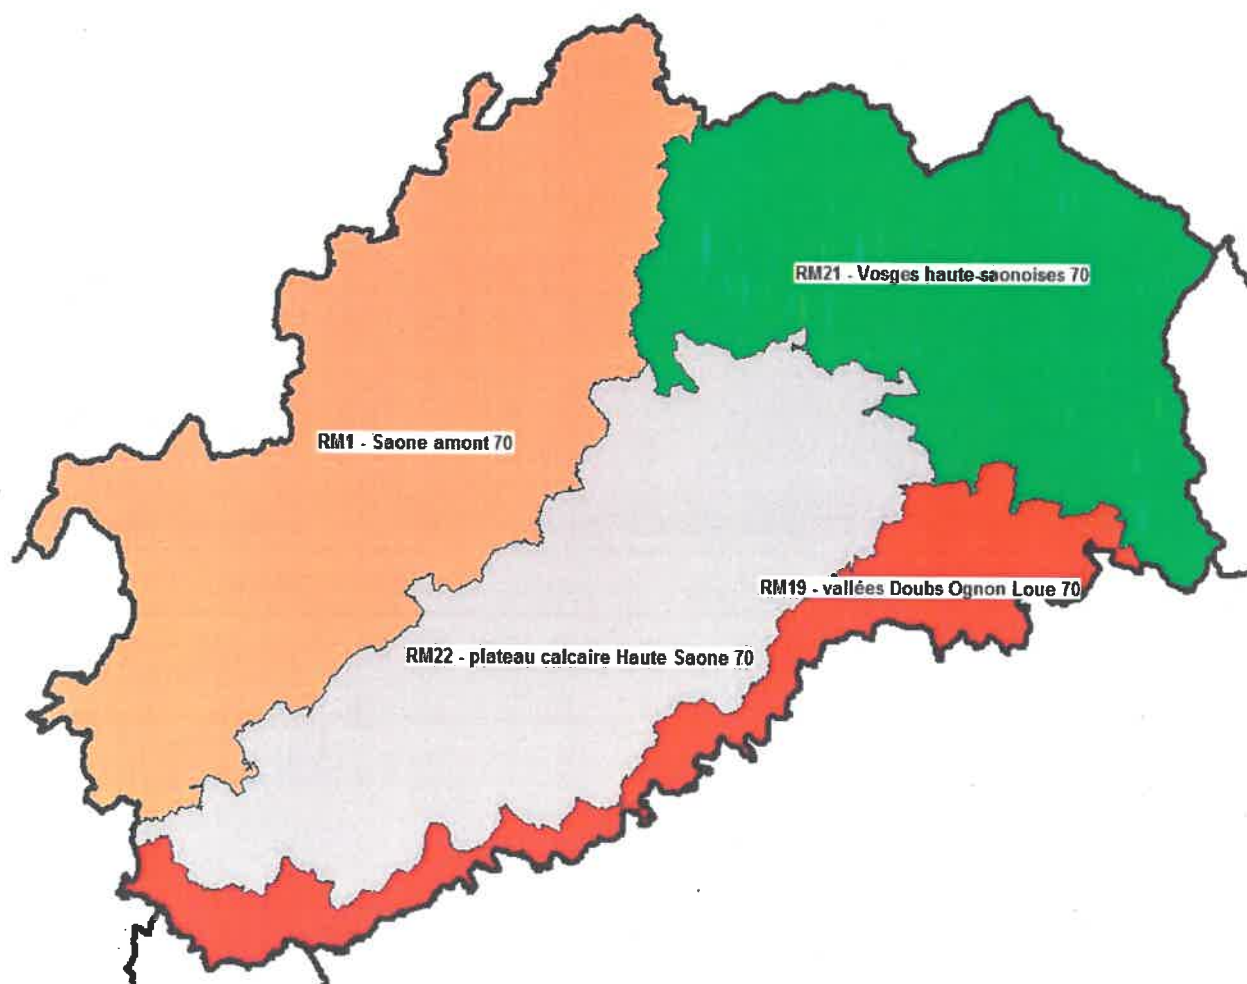 RM21 - Vosges haute-saonoises 70
RM1 - Saone amont 70
RM19 - vallées Doubs Ognon Loue 70
RM22 - plateau calcaire Haute Saone 70